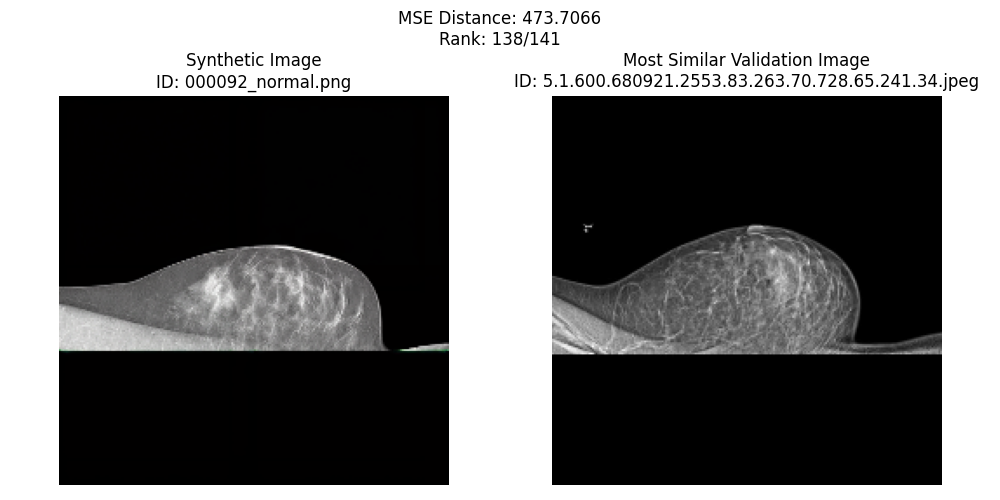 MSE Distance: 473.7066
Rank: 138/141
Synthetic Image
ID: 000092_normal.png
Most Similar Validation Image
ID: 5.1.600.680921.2553.83.263.70.728.65.241.34.jpeg